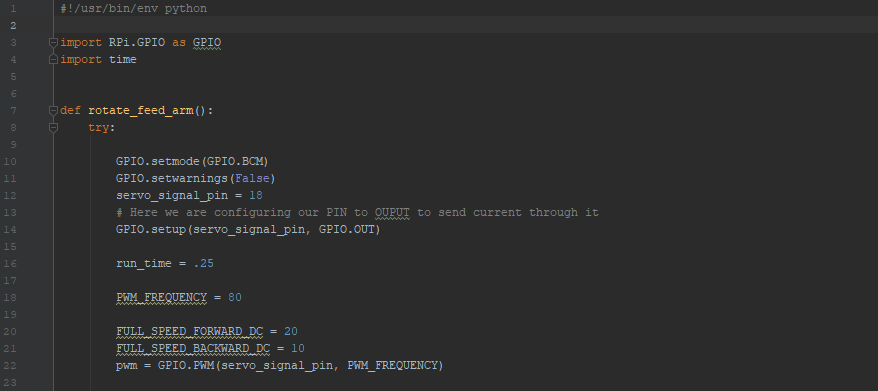 1 #!/usr/bin/env python
2
3 import RPi.GPIO as GPIO
4 import time
5
6
7 def rotate_feed_arm():
8     try:
9
10         GPIO.setmode(GPIO.BCM)
11         GPIO.setwarnings(False)
12         servo_signal_pin = 18
13         # Here we are configuring our PIN to OUPUT to send current through it
14         GPIO.setup(servo_signal_pin, GPIO.OUT)
15
16         run_time = .25
17
18         PWM_FREQUENCY = 80
19
20         FULL_SPEED_FORWARD_DC = 20
21         FULL_SPEED_BACKWARD_DC = 10
22         pwm = GPIO.PWM(servo_signal_pin, PWM_FREQUENCY)
23